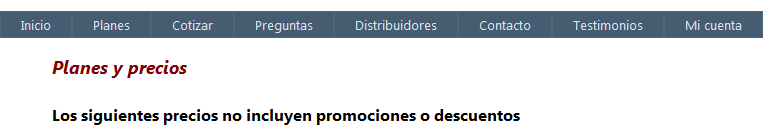 Inicio Planes Cotizar Preguntas Distribuidores Contacto Testimonios Mi cuenta
Planes y precios
Los siguientes precios no incluyen promociones o descuentos